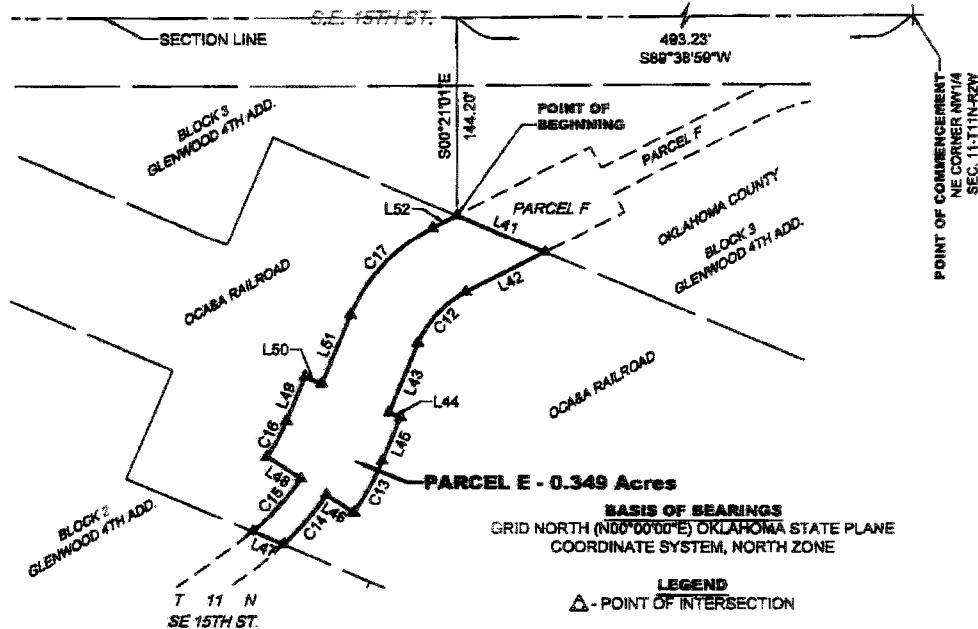 S.E. 15TH ST.
SECTION LINE
493.23'
S89°38'59"W
S00°21'01"E
144.20'
POINT OF COMMENCEMENT
NE CORNER NW1/4
SEC. 11-T11N-R2W
BLOCK 3
GLENWOOD 4TH ADD.
POINT OF
BEGINNING
PARCEL F
PARCEL F
L52
L41
OKLAHOMA COUNTY
BLOCK 3
GLENWOOD 4TH ADD.
C17
L42
OCA&A RAILROAD
C12
L50
L51
L43
L49
L44
OCA&A RAILROAD
C16
L45
L48
C13
PARCEL E - 0.349 Acres
C15
L46
C14
L47
BLOCK 2
GLENWOOD 4TH ADD.
BASIS OF BEARINGS
GRID NORTH (N00°00'00"E) OKLAHOMA STATE PLANE
COORDINATE SYSTEM, NORTH ZONE
LEGEND
△ - POINT OF INTERSECTION
T 11 N
SE 15TH ST.